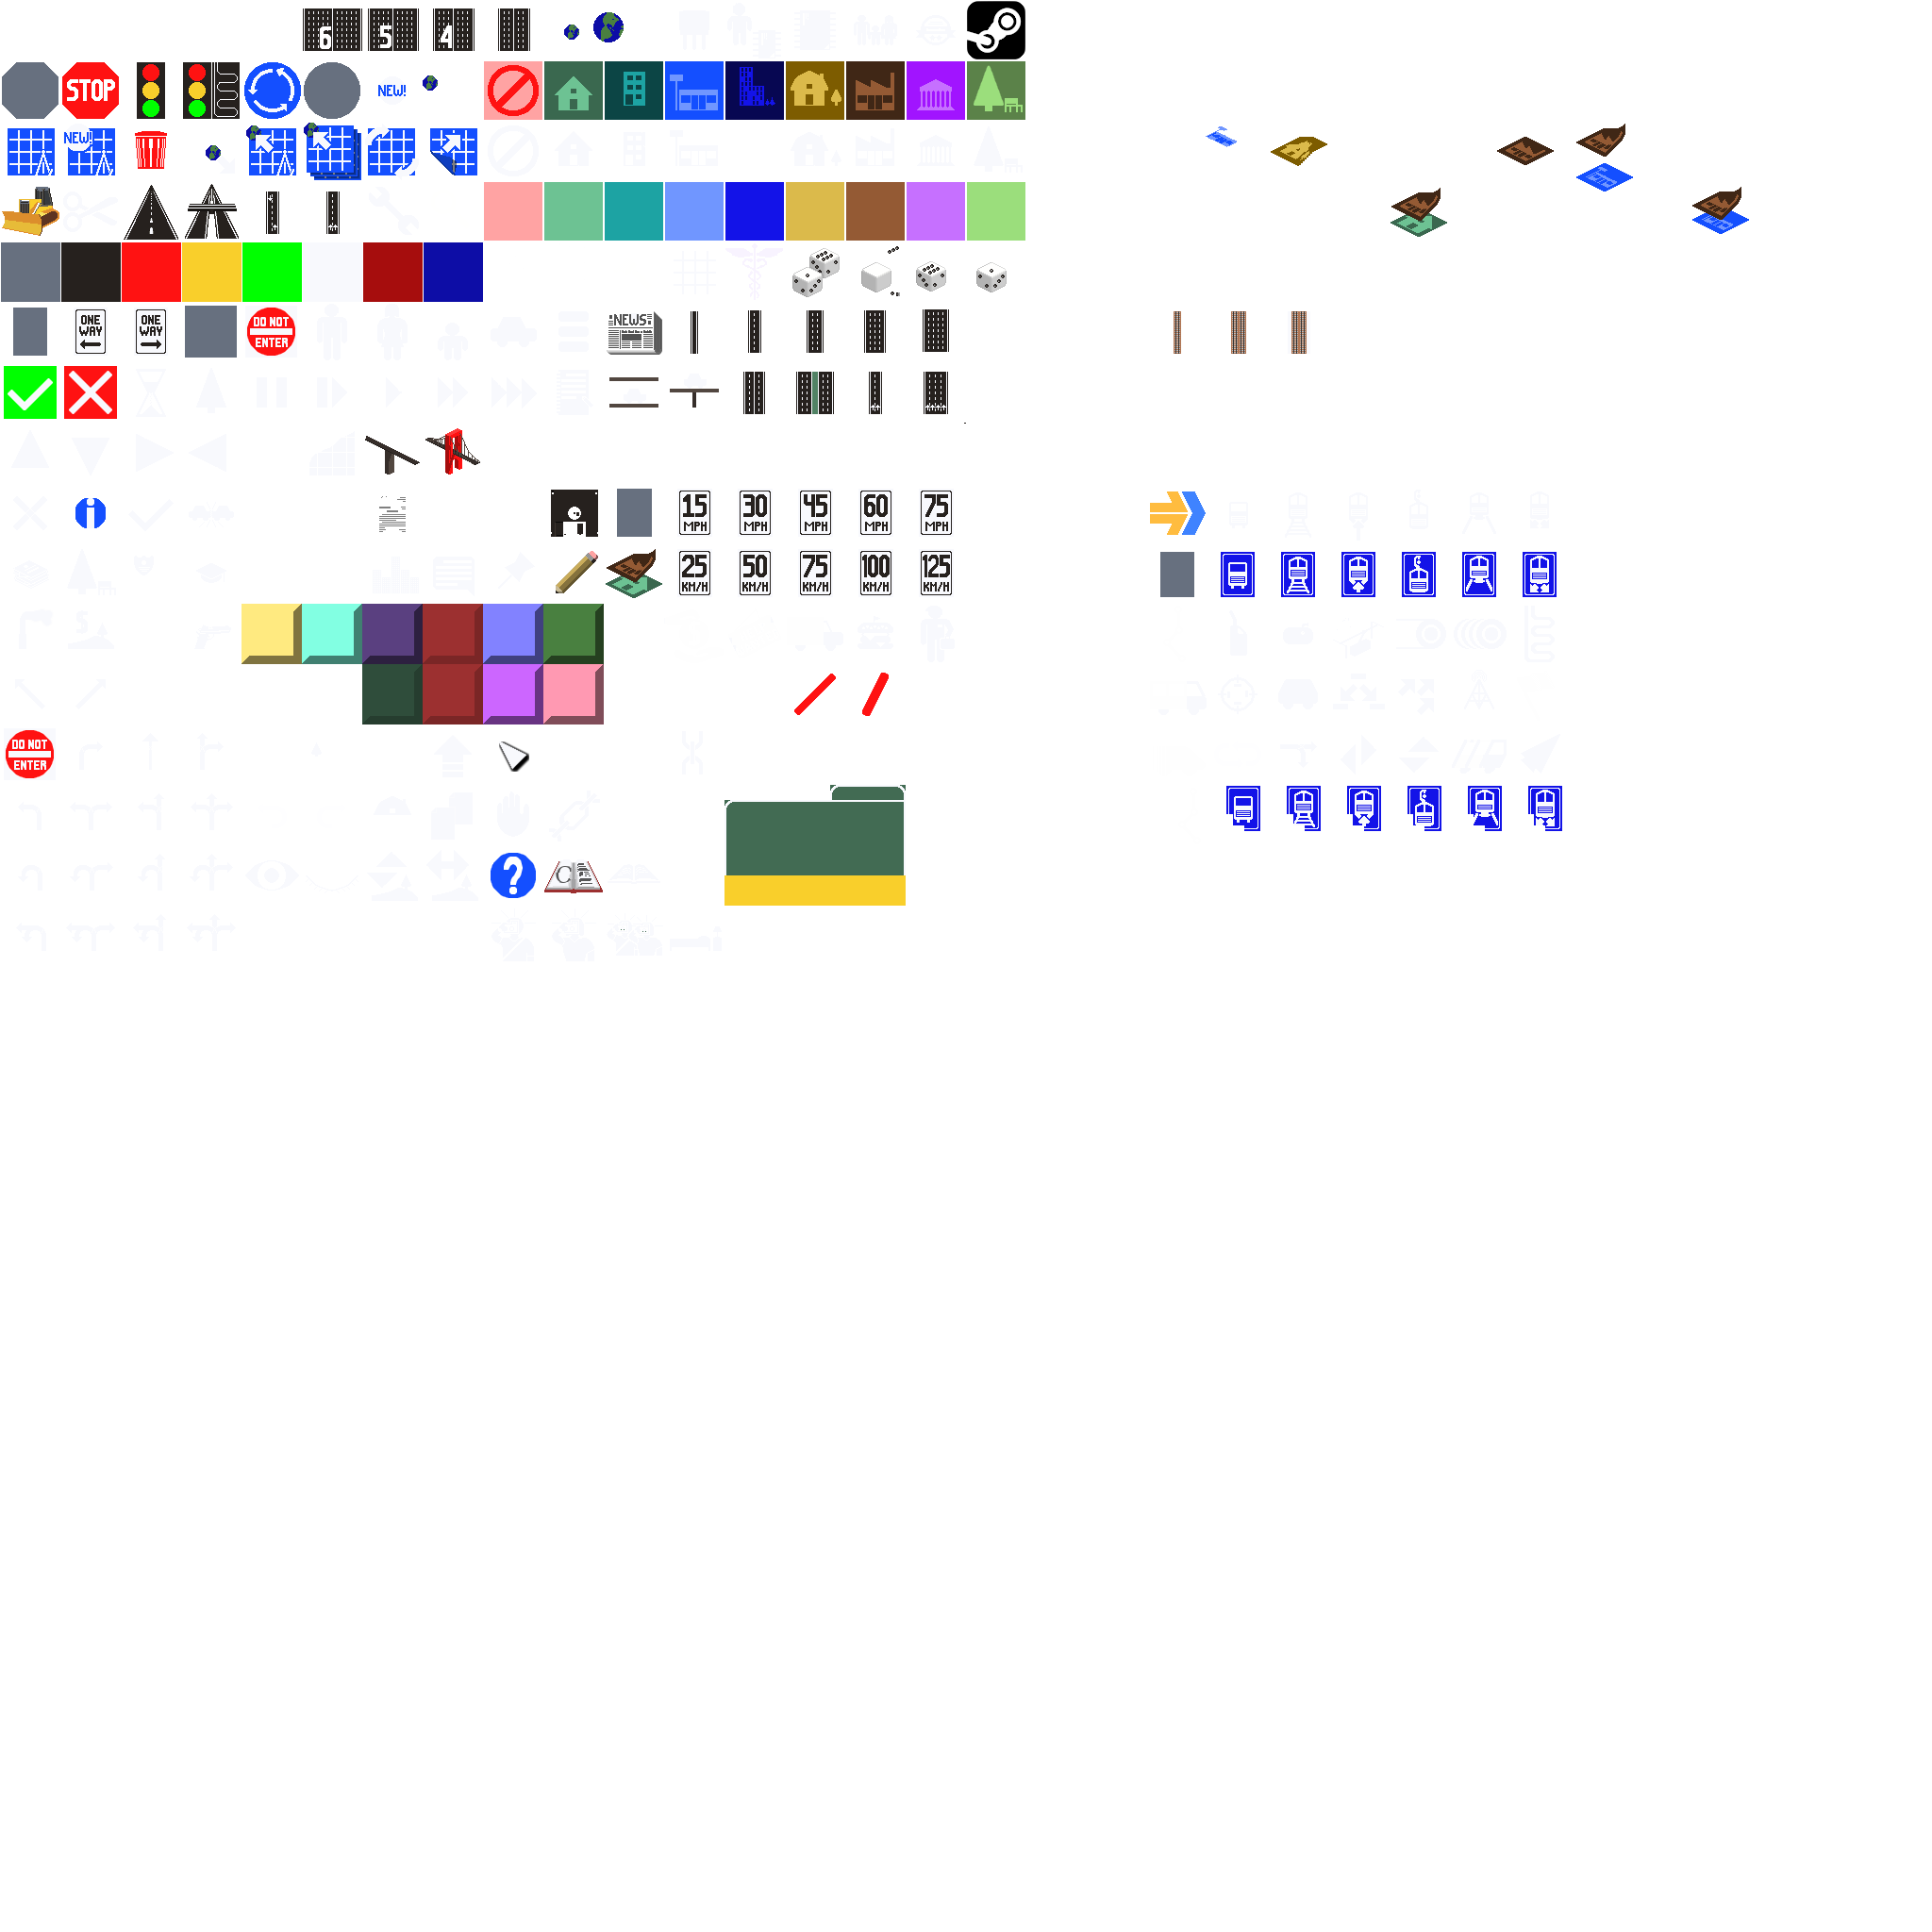 6 5 4
STOP
NEW!
NEW!
ONE WAY
ONE WAY
DO NOT ENTER
NEWS
15 MPH
30 MPH
45 MPH
60 MPH
75 MPH
25 KM/H
50 KM/H
75 KM/H
100 KM/H
125 KM/H
5
DO NOT ENTER
?
C